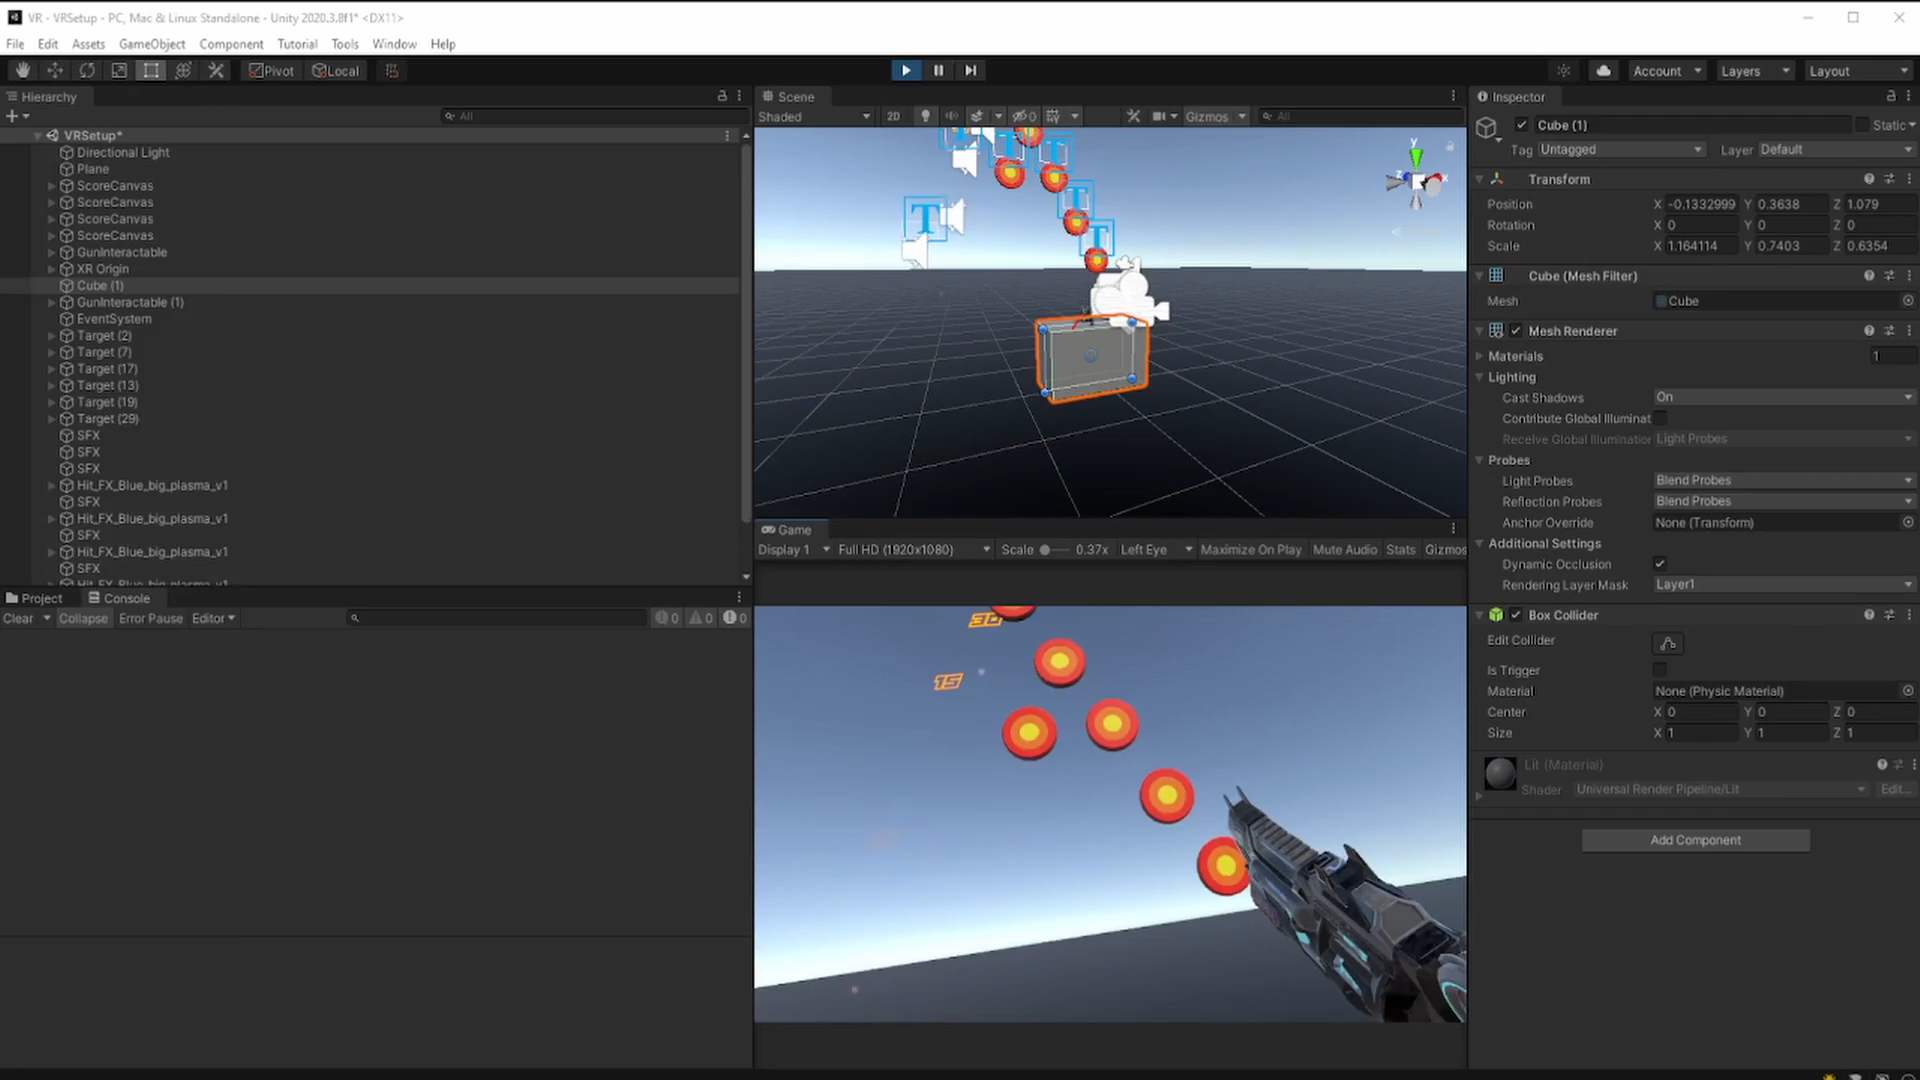 VR - VRSetup - PC, Mac & Linux Standalone - Unity 2020.3.8f1* <DX11>
File Edit Assets GameObject Component Tutorial Tools Window Help
Pivot Local Account Layers Layout
Hierarchy
All
VRSetup*
Directional Light
Plane
ScoreCanvas
ScoreCanvas
ScoreCanvas
ScoreCanvas
GunInteractable
XR Origin
Cube (1)
GunInteractable (1)
EventSystem
Target (2)
Target (7)
Target (17)
Target (13)
Target (19)
Target (29)
SFX
SFX
SFX
Hit_FX_Blue_big_plasma_v1
SFX
Hit_FX_Blue_big_plasma_v1
SFX
Hit_FX_Blue_big_plasma_v1
SFX
Hit_FX_Blue_big_plasma_v1
Project Console
Clear Collapse Error Pause Editor 0 0 0
Scene
Shaded 2D 0 Gizmos All
y
x
z
T
T
T
T
T
Game
Display 1 Full HD (1920x1080) Scale 0.37x Left Eye Maximize On Play Mute Audio Stats Gizmos
30
15
Inspector
Cube (1) Static
Tag Untagged Layer Default
Transform
Position X -0.1332999 Y 0.3638 Z 1.079
Rotation X 0 Y 0 Z 0
Scale X 1.164114 Y 0.7403 Z 0.6354
Cube (Mesh Filter)
Mesh Cube
Mesh Renderer
Materials 1
Lighting
Cast Shadows On
Contribute Global Illuminat
Receive Global Illumination Light Probes
Probes
Light Probes Blend Probes
Reflection Probes Blend Probes
Anchor Override None (Transform)
Additional Settings
Dynamic Occlusion
Rendering Layer Mask Layer1
Box Collider
Edit Collider
Is Trigger
Material None (Physic Material)
Center X 0 Y 0 Z 0
Size X 1 Y 1 Z 1
Lit (Material)
Shader Universal Render Pipeline/Lit Edit...
Add Component